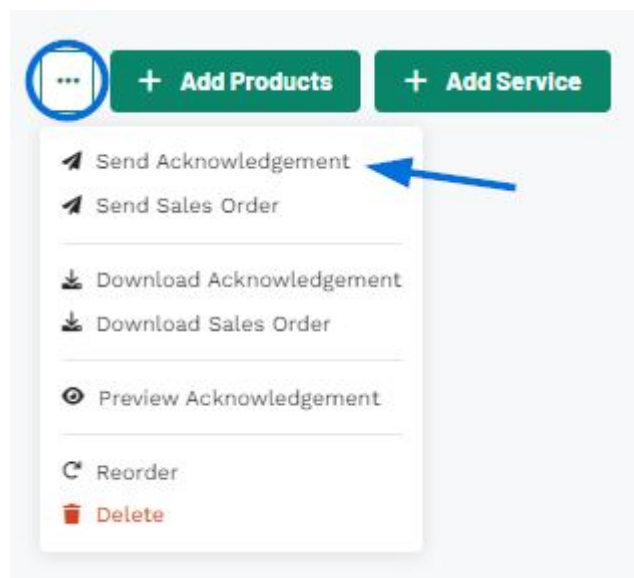 ... + Add Products + Add Service
Send Acknowledgement
Send Sales Order
Download Acknowledgement
Download Sales Order
Preview Acknowledgement
Reorder
Delete